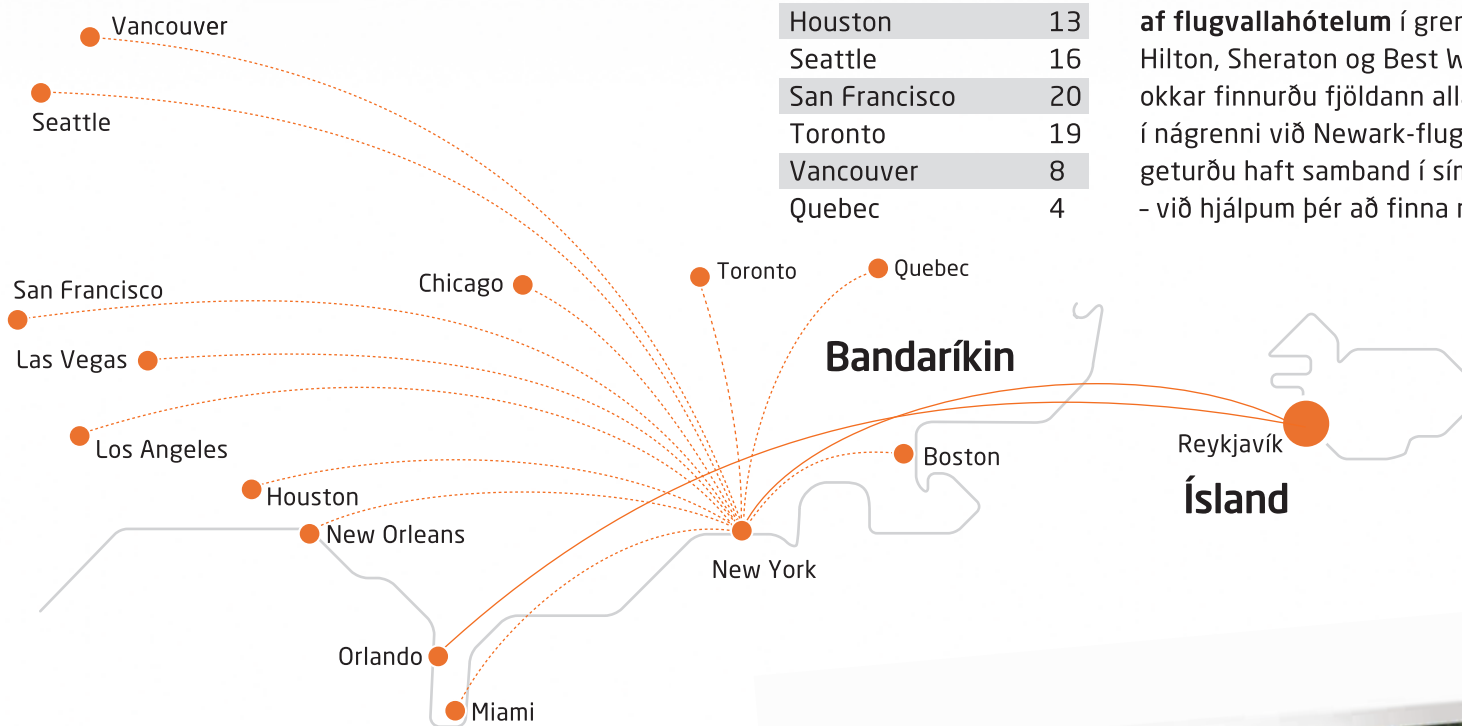 Houston 13
Seattle 16
San Francisco 20
Toronto 19
Vancouver 8
Quebec 4
af flugvallahótelum í
Hilton, Sheraton og Best
okkar finnurðu fjöldann
í nágrenni við
geturðu haft samband í
– við hjálpum þér að finna
Vancouver
Seattle
San Francisco
Las Vegas
Los Angeles
Chicago
Toronto
Quebec
Bandaríkin
Boston
Reykjavík
Ísland
Houston
New Orleans
New York
Orlando
Miami